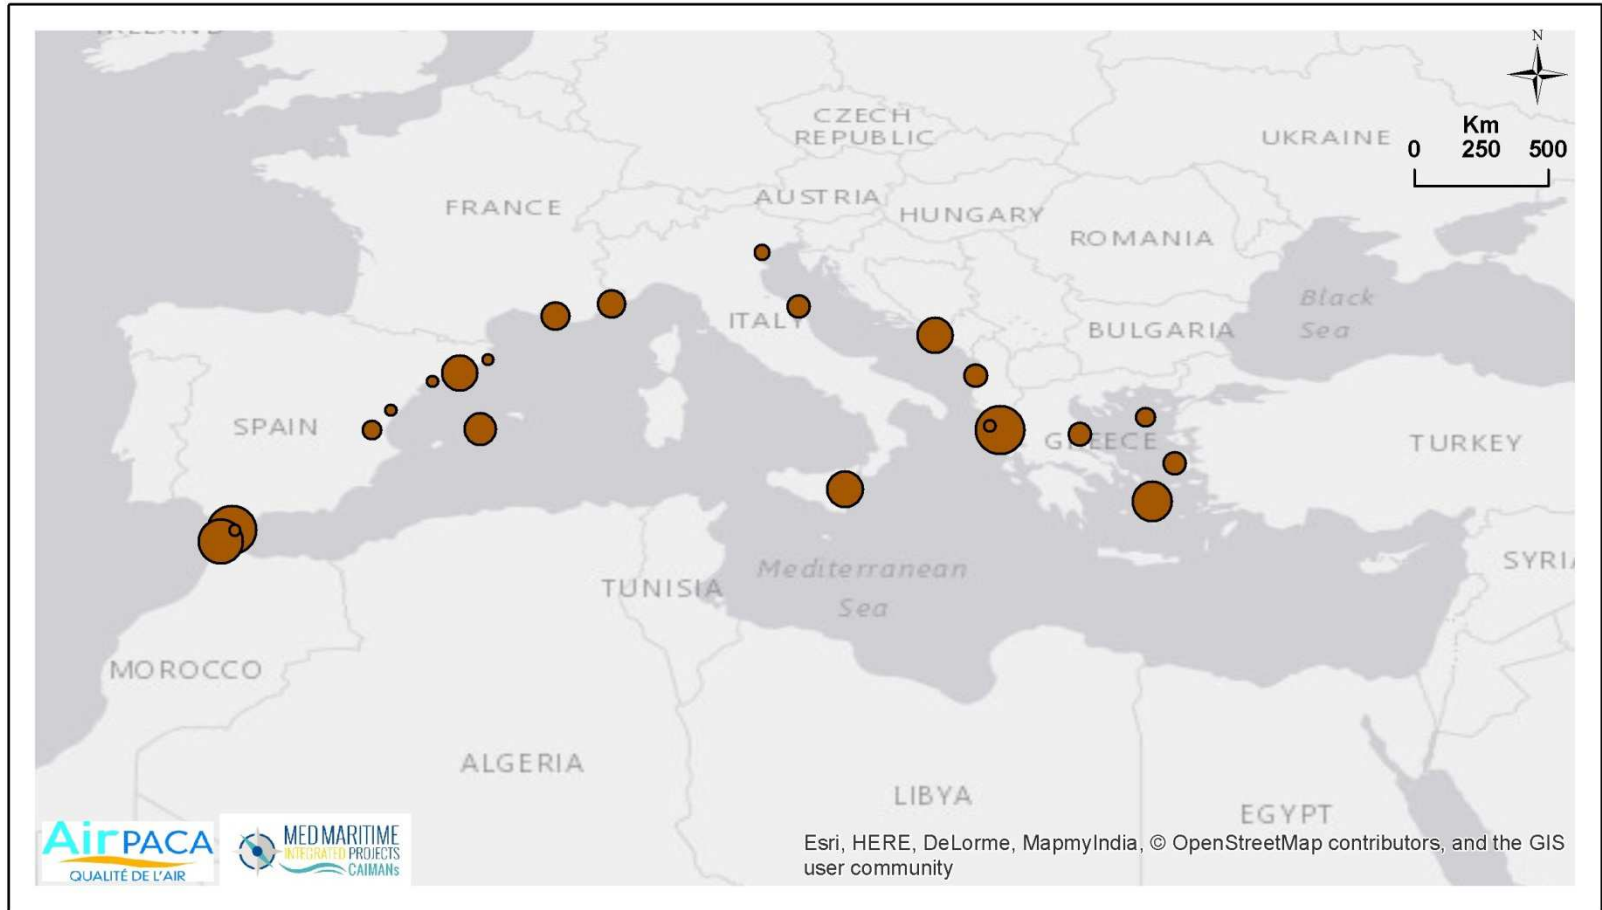 IRELAND
N
Km
0 250 500
CZECH
REPUBLIC
UKRAINE
AUSTRIA
FRANCE
HUNGARY
ROMANIA
Black
Sea
ITALY
BULGARIA
SPAIN
GREECE
TURKEY
SYRIA
Mediterranean
Sea
TUNISIA
MOROCCO
ALGERIA
LIBYA
EGYPT
AirPACA
QUALITÉ DE L'AIR
MED MARITIME
INTEGRATED PROJECTS
CAIMANs
Esri, HERE, DeLorme, MapmyIndia, © OpenStreetMap contributors, and the GIS
user community